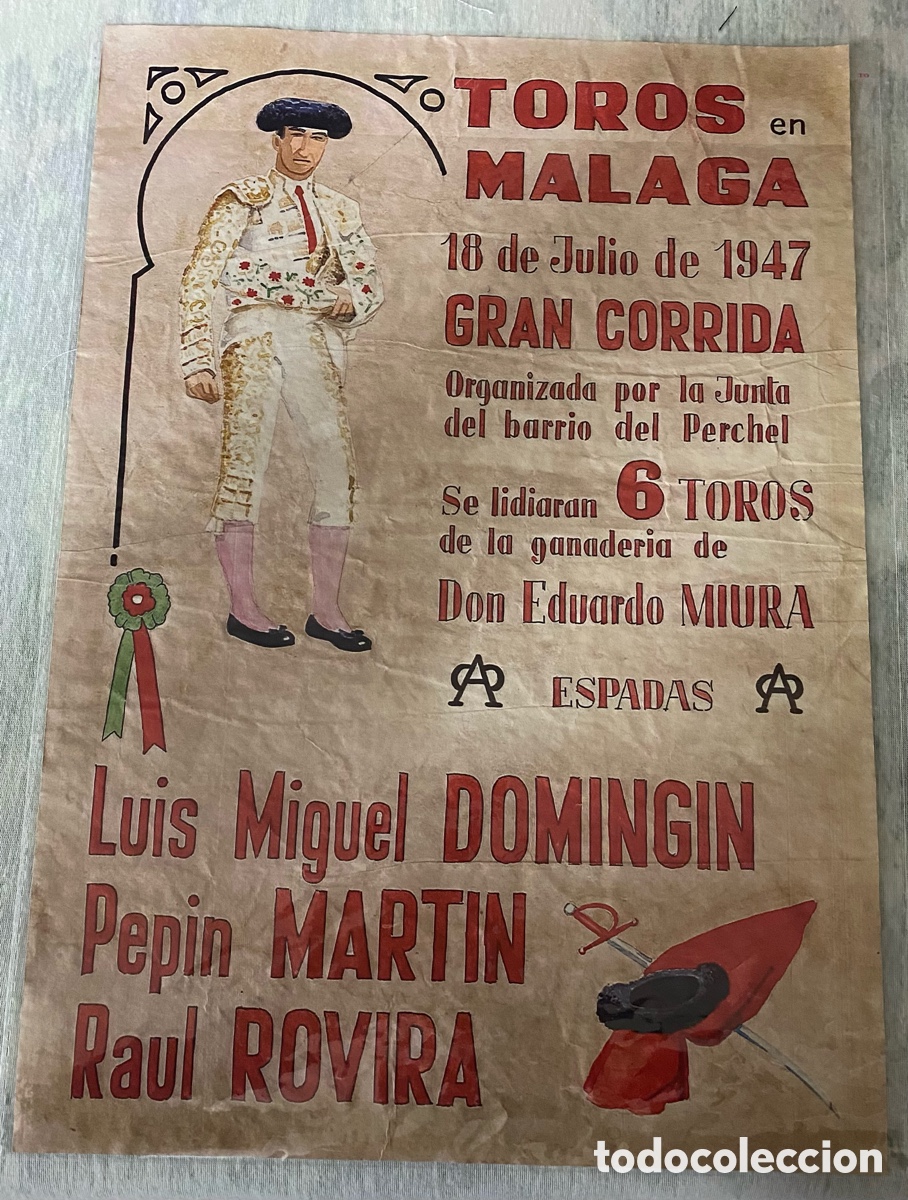 TOROS en
MALAGA
18 de Julio de 1947
GRAN CORRIDA
Organizada por la Junta
del barrio del Perchel
Se lidiaran 6 TOROS
de la ganaderia de
Don Eduardo MIURA
ESPADAS
Luis Miguel DOMINGIN
Pepin MARTIN
Raul ROVIRA
todocoleccion